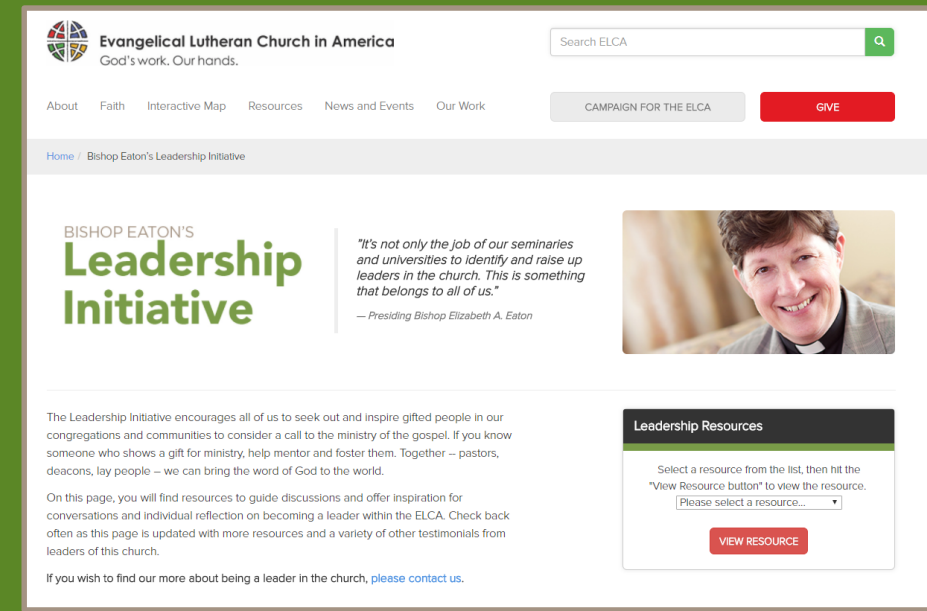 Evangelical Lutheran Church in America
God's work. Our hands.
Search ELCA
About Faith Interactive Map Resources News and Events Our Work
CAMPAIGN FOR THE ELCA
GIVE
Home / Bishop Eaton's Leadership Initiative
BISHOP EATON'S
Leadership
Initiative
"It's not only the job of our seminaries
and universities to identify and raise up
leaders in the church. This is something
that belongs to all of us."
— Presiding Bishop Elizabeth A. Eaton
The Leadership Initiative encourages all of us to seek out and inspire gifted people in our
congregations and communities to consider a call to the ministry of the gospel. If you know
someone who shows a gift for ministry, help mentor and foster them. Together – pastors,
deacons, lay people – we can bring the word of God to the world.
On this page, you will find resources to guide discussions and offer inspiration for
conversations and individual reflection on becoming a leader within the ELCA. Check back
often as this page is updated with more resources and a variety of other testimonials from
leaders of this church.
If you wish to find our more about being a leader in the church, please contact us.
Leadership Resources
Select a resource from the list, then hit the
"View Resource button" to view the resource.
Please select a resource...
VIEW RESOURCE